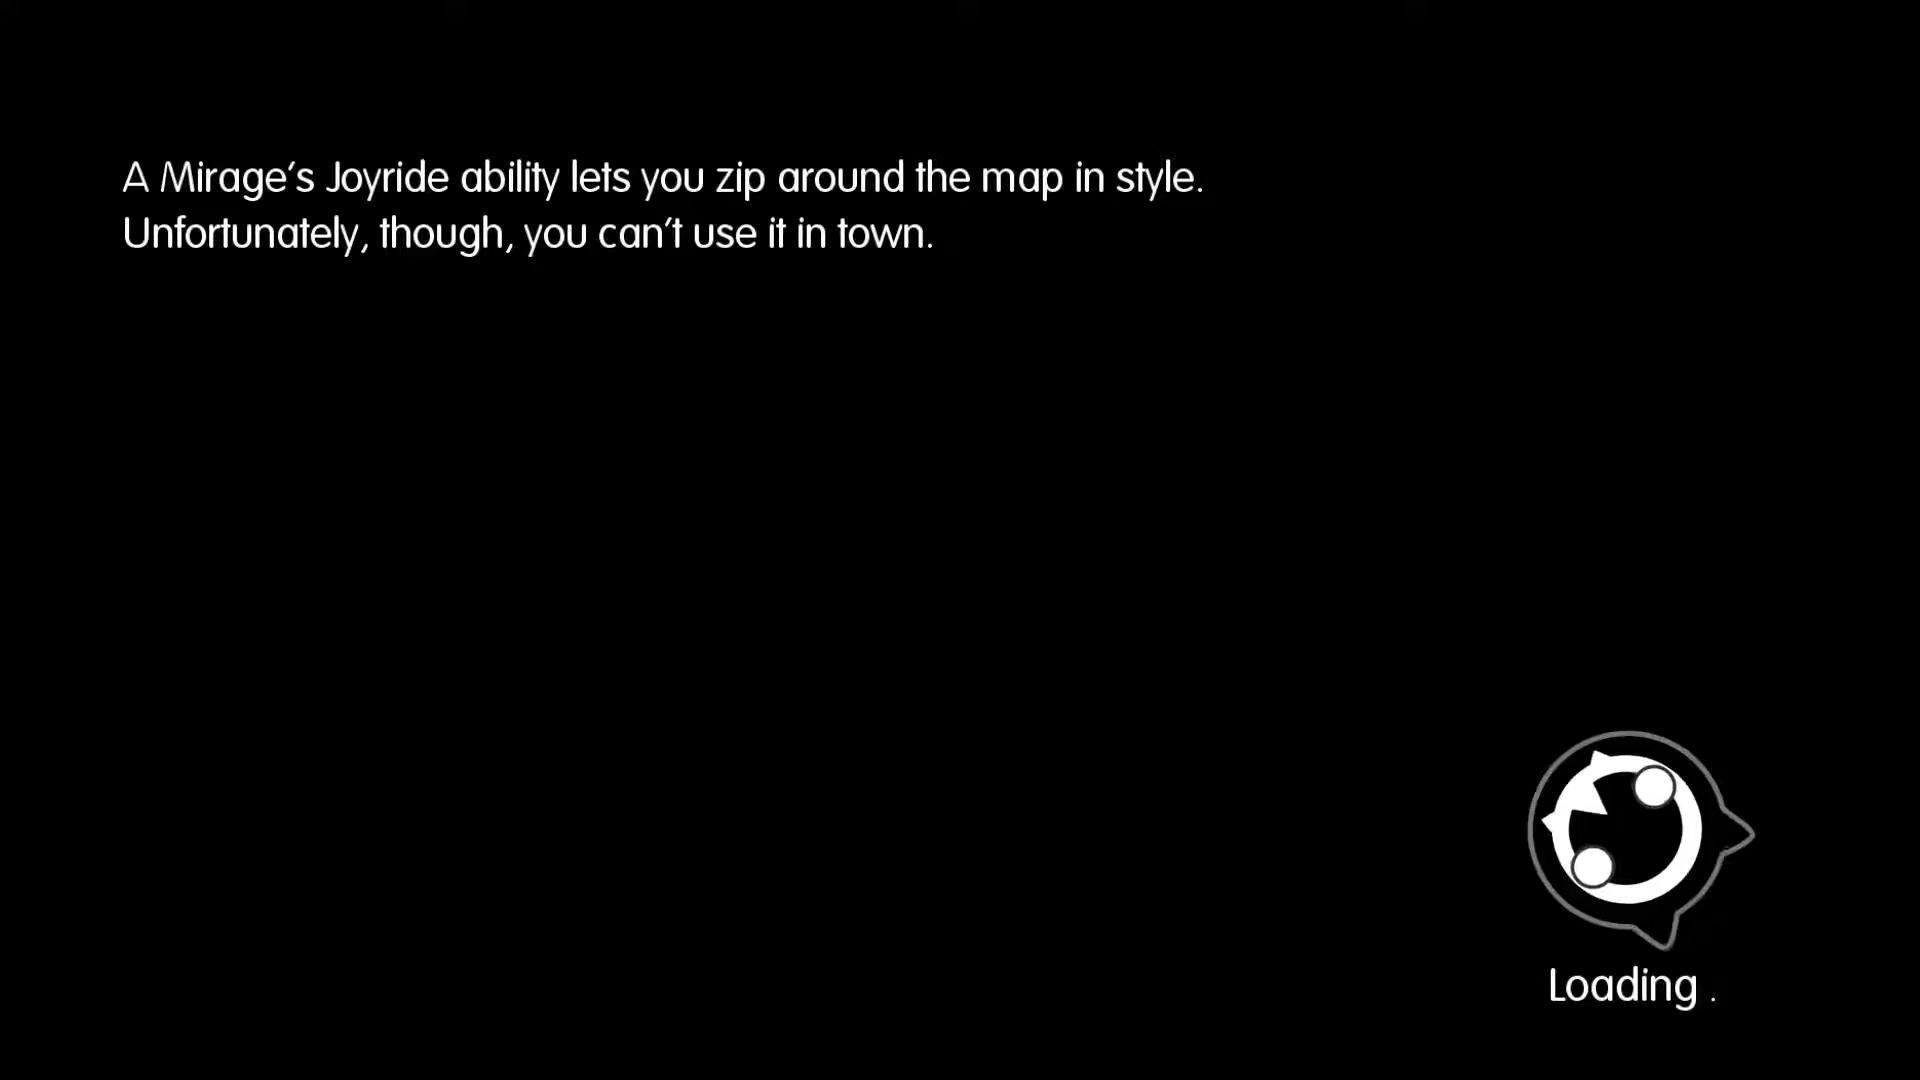 A Mirage's Joyride ability lets you zip around the map in style.
Unfortunately, though, you can't use it in town.
Loading .